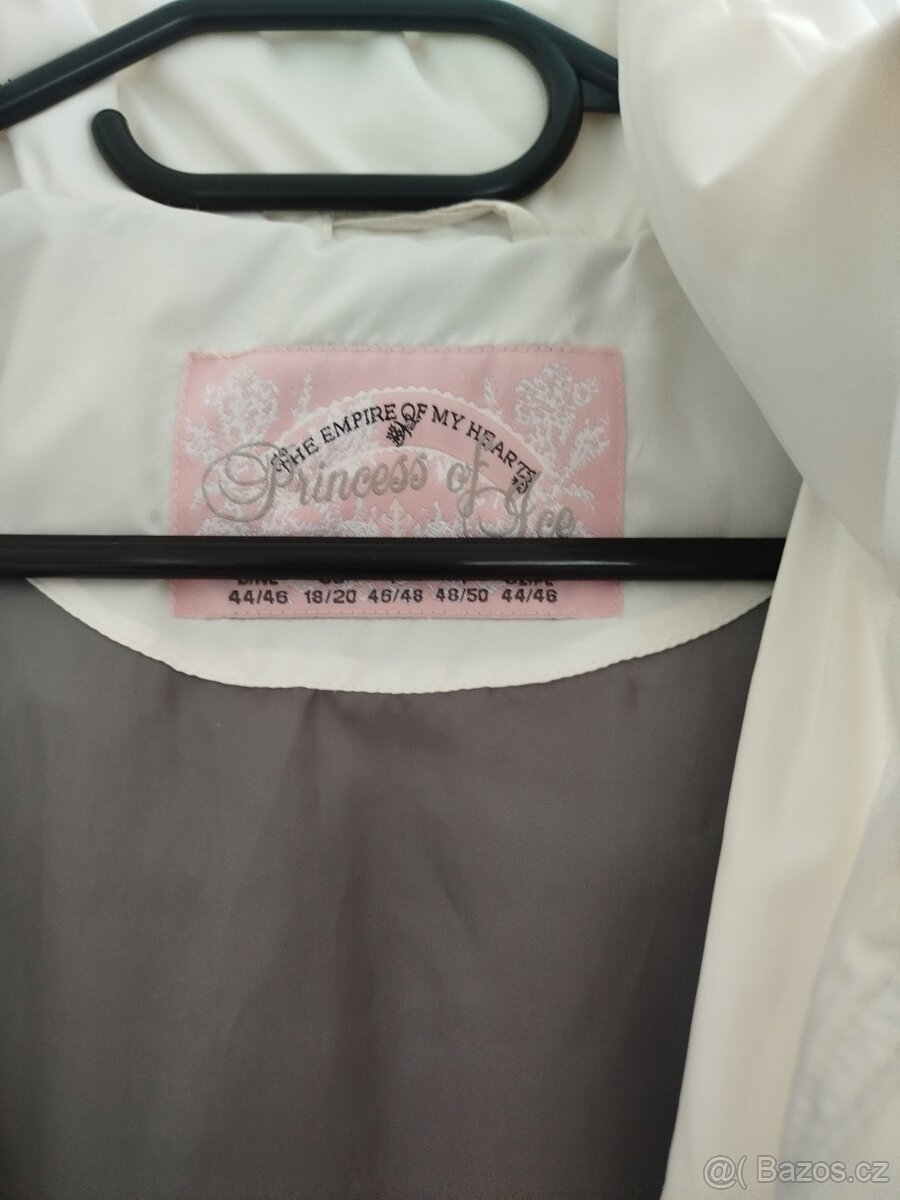 THE EMPIRE OF MY HEARTS
Princess of Ice
44/46 18/20 46/48 48/50 44/46
@( Bazos.cz